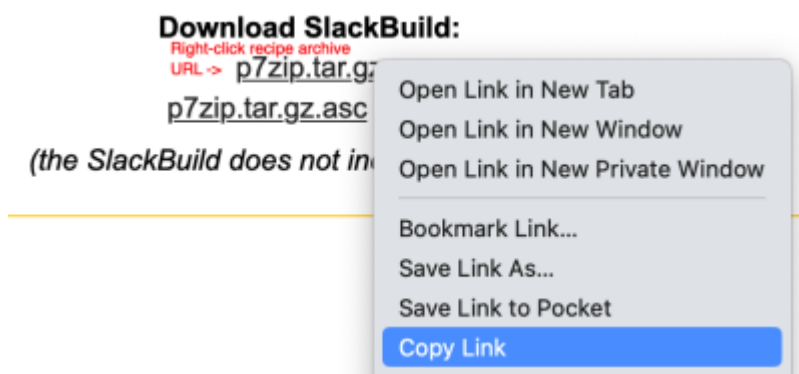 Download SlackBuild:
Right-click recipe archive
URL -> p7zip.tar.gz
p7zip.tar.gz.asc
(the SlackBuild does not in
Open Link in New Tab
Open Link in New Window
Open Link in New Private Window
Bookmark Link...
Save Link As...
Save Link to Pocket
Copy Link